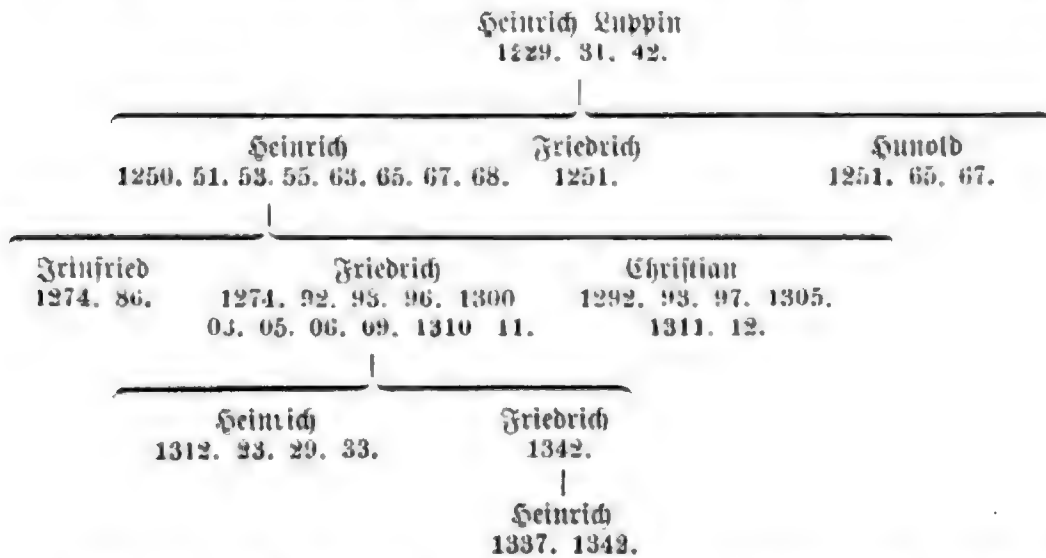 Heinrich Luppin
1229. 31. 42.
Heinrich Friedrich Hunold
1250. 51. 53. 55. 63. 65. 67. 68. 1251. 1251. 65. 67.
Irinfried Friedrich Christian
1274. 86. 1274. 92. 93. 96. 1300 1292. 93. 97. 1305.
03. 05. 06. 09. 1310 11. 1311. 12.
Heinrich Friedrich
1312. 23. 29. 33. 1342.
Heinrich
1337. 1342.